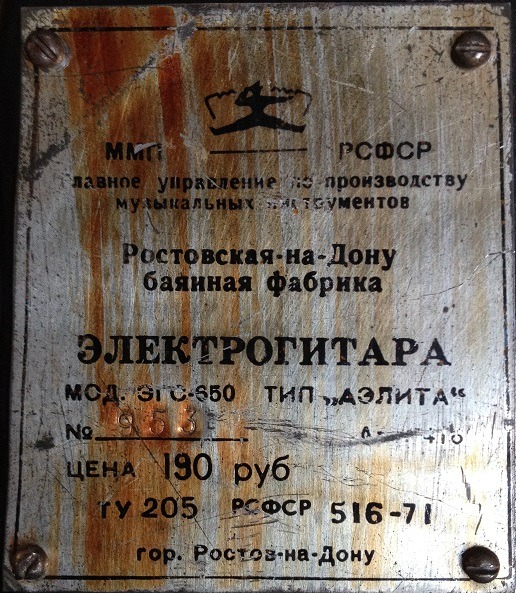 ММП РСФСР
Главное управление по производству
музыкальных инструментов
Ростовская-на-Дону
баянная фабрика
ЭЛЕКТРОГИТАРА
МОД. ЭГС-650 ТИП „АЭЛИТА“
№ 953
ЦЕНА 190 руб
ТУ 205 РСФСР 516-71
гор. Ростов-на-Дону